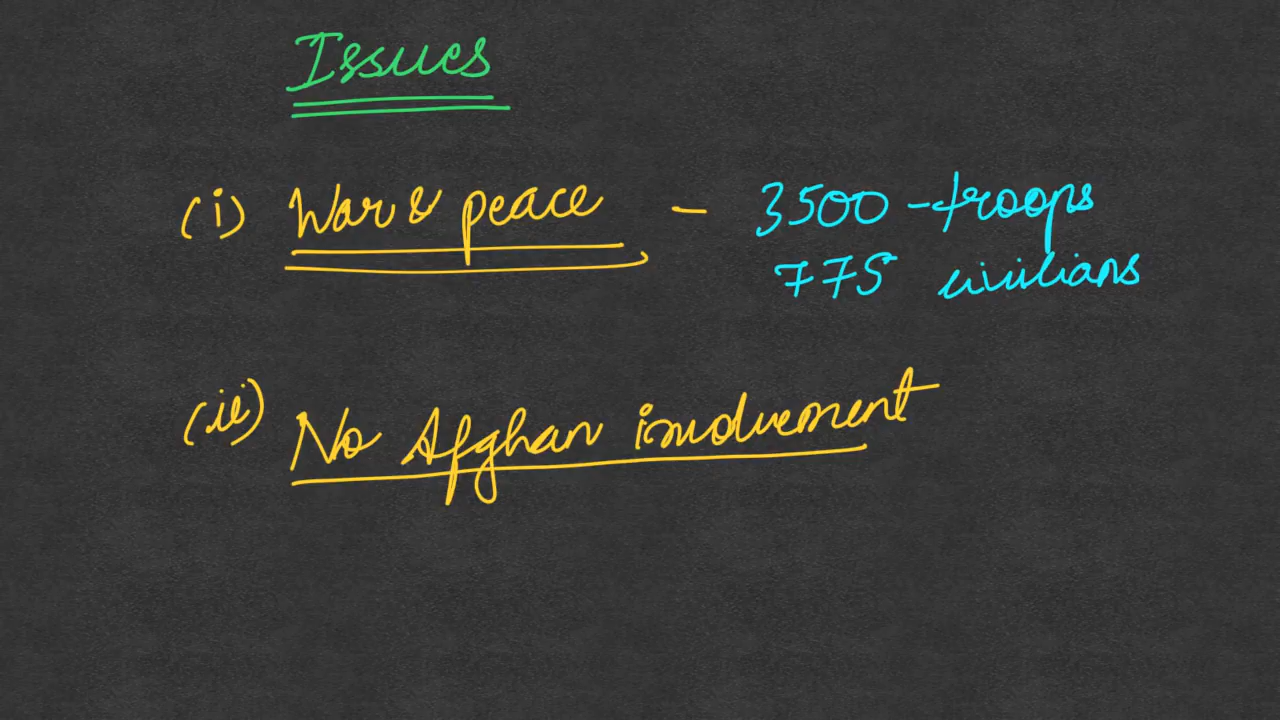 Issues
(i) War & peace - 3500 - troops
775 civilians
(ii) No Afghan involvement